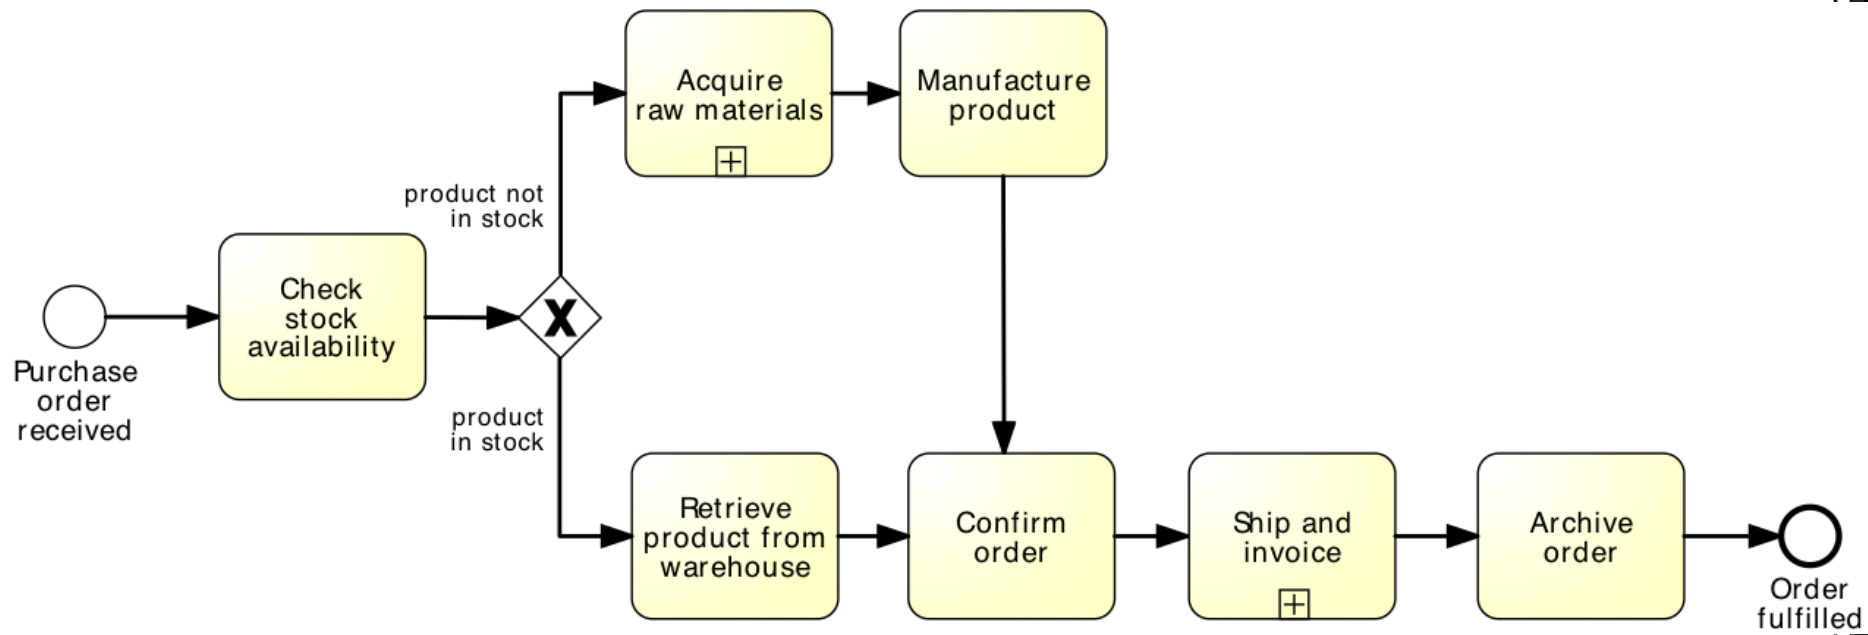 Acquire
raw materials
Manufacture
product
product not
in stock
Check
stock
availability
X
Purchase
order
received
product
in stock
Retrieve
product from
warehouse
Confirm
order
Ship and
invoice
Archive
order
Order
fulfilled